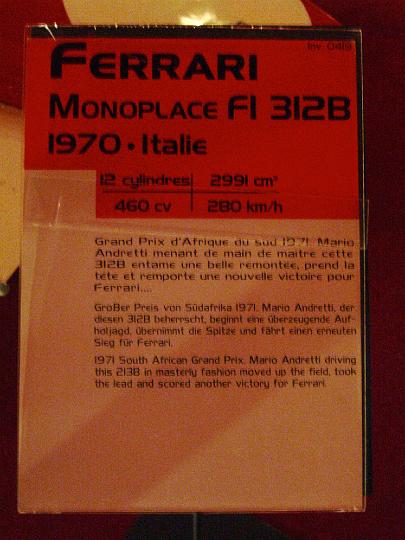 Inv. 0419
FERRARI
MONOPLACE F1 312B
1970 • Italie
12 cylindres 2991 cm³
460 cv 280 km/h
Grand Prix d'Afrique du sud 1971. Mario
Andretti menant de main de maitre cette
312B entame une belle remontée, prend la
tête et remporte une nouvelle victoire pour
Ferrari....
Großer Preis von Südafrika 1971. Mario Andretti, der
diesen 312B beherrscht, beginnt eine überzeugende Auf-
holjagd, übernimmt die Spitze und fährt einen erneuten
Sieg für Ferrari.
1971 South African Grand Prix. Mario Andretti driving
this 213B in masterly fashion moved up the field, took
the lead and scored another victory for Ferrari.